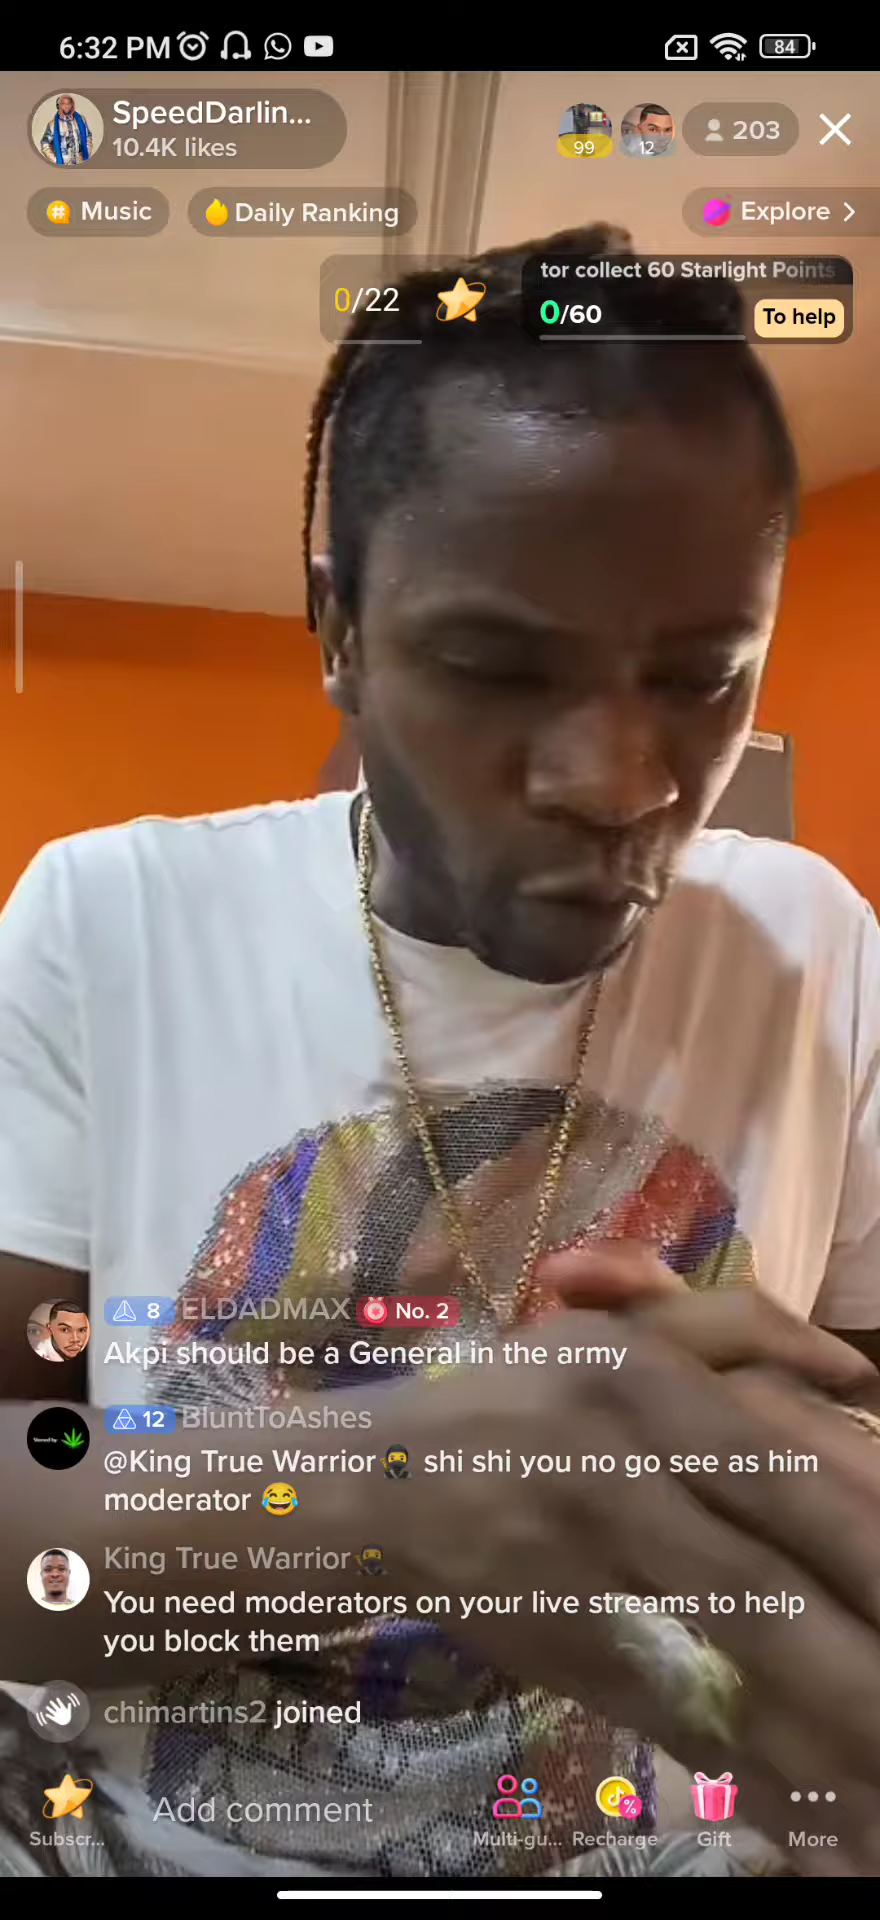 6:32 PM
84
SpeedDarlin...
10.4K likes
99
12
203
Music
Daily Ranking
Explore
0/22
tor collect 60 Starlight Points
0/60
To help
8 ELDADMAX No. 2
Akpi should be a General in the army
12 BluntToAshes
@King True Warrior🥷 shi shi you no go see as him
moderator 😂
King True Warrior🥷
You need moderators on your live streams to help
you block them
chimartins2 joined
Subscr...
Add comment
Multi-gu...
Recharge
Gift
More